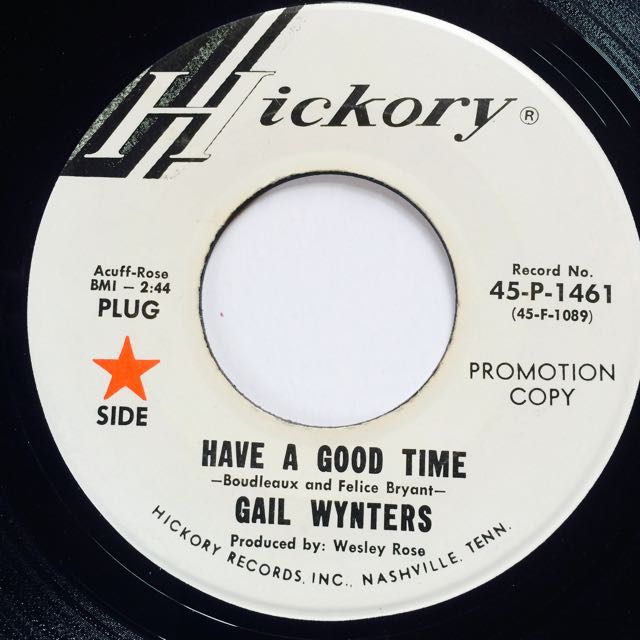 Hickory ®
Acuff-Rose
BMI — 2:44
PLUG
SIDE
Record No.
45-P-1461
(45-F-1089)
PROMOTION
COPY
HAVE A GOOD TIME
—Boudleaux and Felice Bryant—
GAIL WYNTERS
Produced by: Wesley Rose
HICKORY RECORDS, INC., NASHVILLE, TENN.